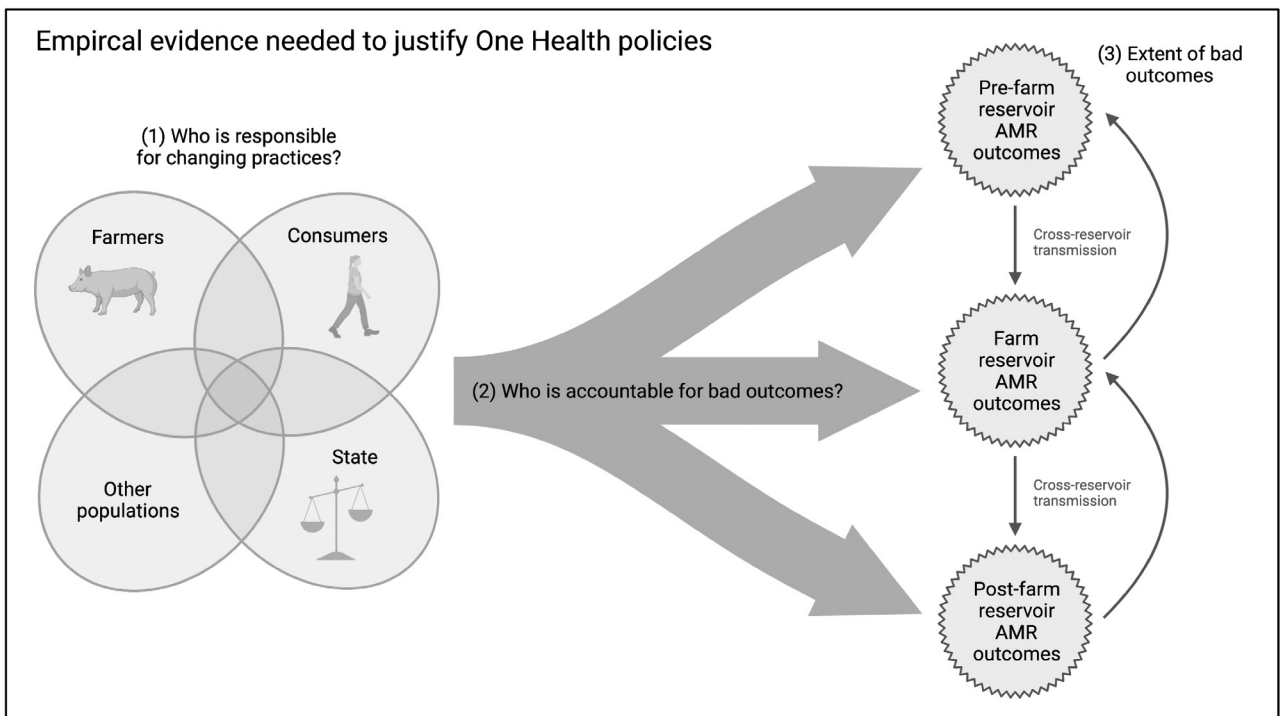 Empircal evidence needed to justify One Health policies
(1) Who is responsible
for changing practices?
Farmers
Consumers
Other
populations
State
(2) Who is accountable for bad outcomes?
(3) Extent of bad
outcomes
Pre-farm
reservoir
AMR
outcomes
Cross-reservoir
transmission
Farm
reservoir
AMR
outcomes
Cross-reservoir
transmission
Post-farm
reservoir
AMR
outcomes